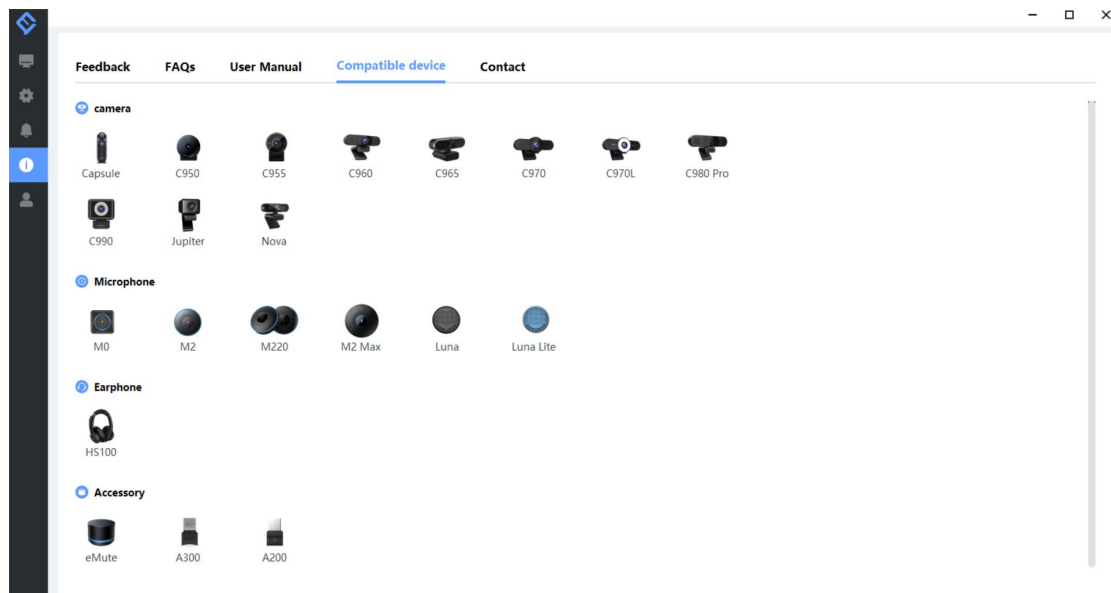 Feedback FAQs User Manual Compatible device Contact
camera
Capsule C950 C955 C960 C965 C970 C970L C980 Pro
C990 Jupiter Nova
Microphone
M0 M2 M220 M2 Max Luna Luna Lite
Earphone
HS100
Accessory
eMute A300 A200